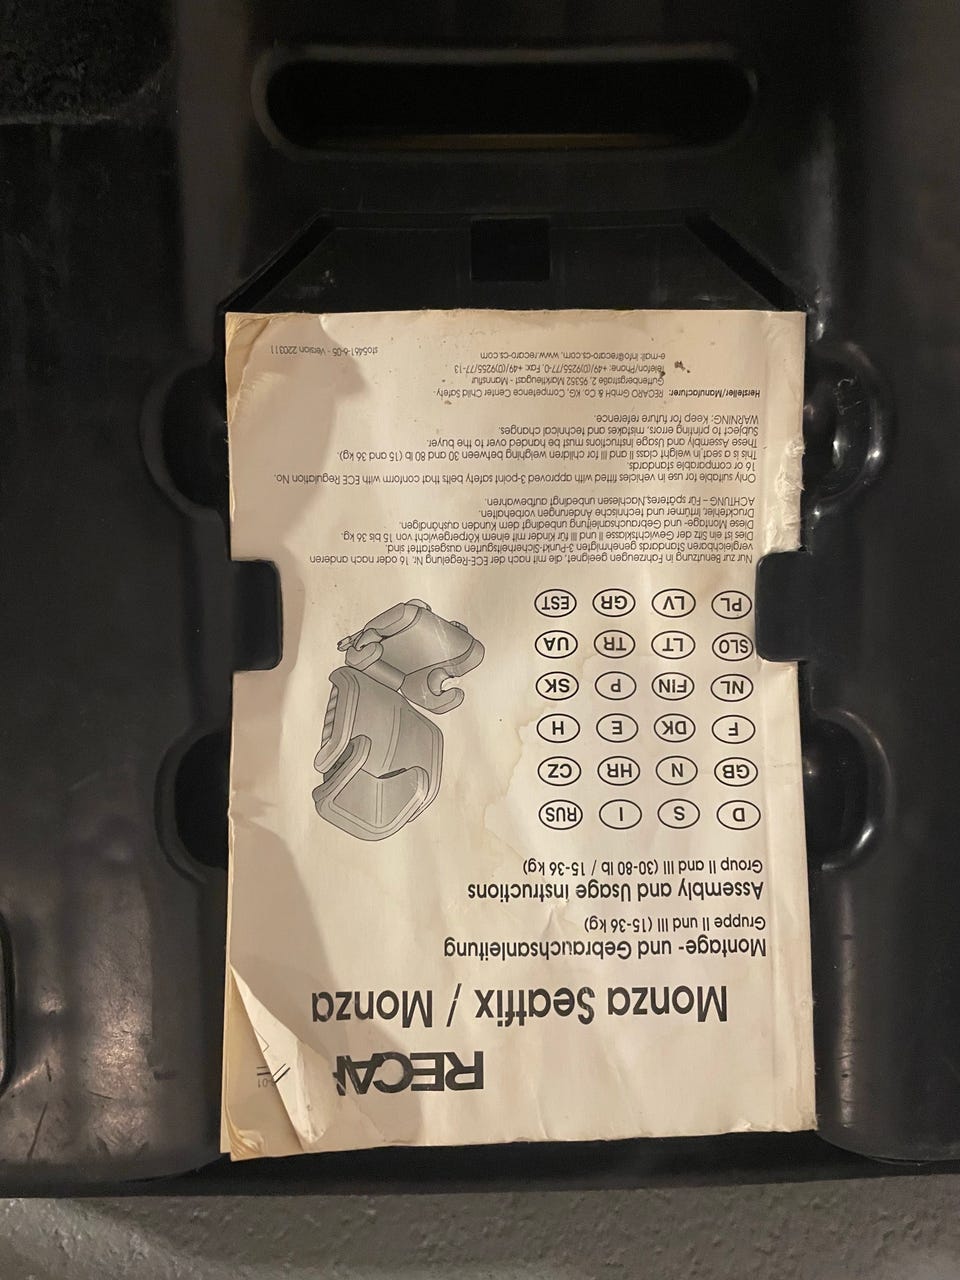 RECA
Monza Seatfix / Monza
Montage- und Gebrauchsanleitung
Gruppe II und III (15-36 kg)
Assembly and Usage Instructions
Group II and III (30-80 lb / 15-36 kg)
D S I RUS
GB N HR CZ
F DK E H
NL FIN P SK
SLO LT TR UA
PL LV GR EST
Nur zur Benutzung in Fahrzeugen geeignet, die mit nach der ECE-Regelung Nr. 16 oder nach anderen
vergleichbaren Standards genehmigten 3-Punkt-Sicherheitsgurten ausgestattet sind.
Dies ist ein Sitz der Gewichtsklasse II und III für Kinder mit einem Körpergewicht von 15 bis 36 kg.
Diese Montage- und Gebrauchsanleitung unbedingt dem Kunden aushändigen.
Druckfehler, Irrtümer und technische Änderungen vorbehalten.
ACHTUNG – Für späteres Nachlesen unbedingt aufbewahren.
Only suitable for use in vehicles fitted with approved 3-point safety belts that conform with ECE Regulation No.
16 or comparable standards.
This is a seat in weight class II and III for children weighing between 30 and 80 lb (15 and 36 kg).
These Assembly and Usage Instructions must be handed over to the buyer.
Subject to printing errors, mistakes and technical changes.
WARNING: Keep for future reference.
Hersteller/Manufacturer: RECARO GmbH & Co. KG, Competence Center Child Safety
Guttenbergstraße 2, 95352 Marktleugast - Mannsflur
Telefon/Phone: +49/(0)9255/77-0, Fax: +49/(0)9255/77-13
e-mail: info@recaro-cs.com, www.recaro-cs.com
sto5461-6-05 - Version 220311